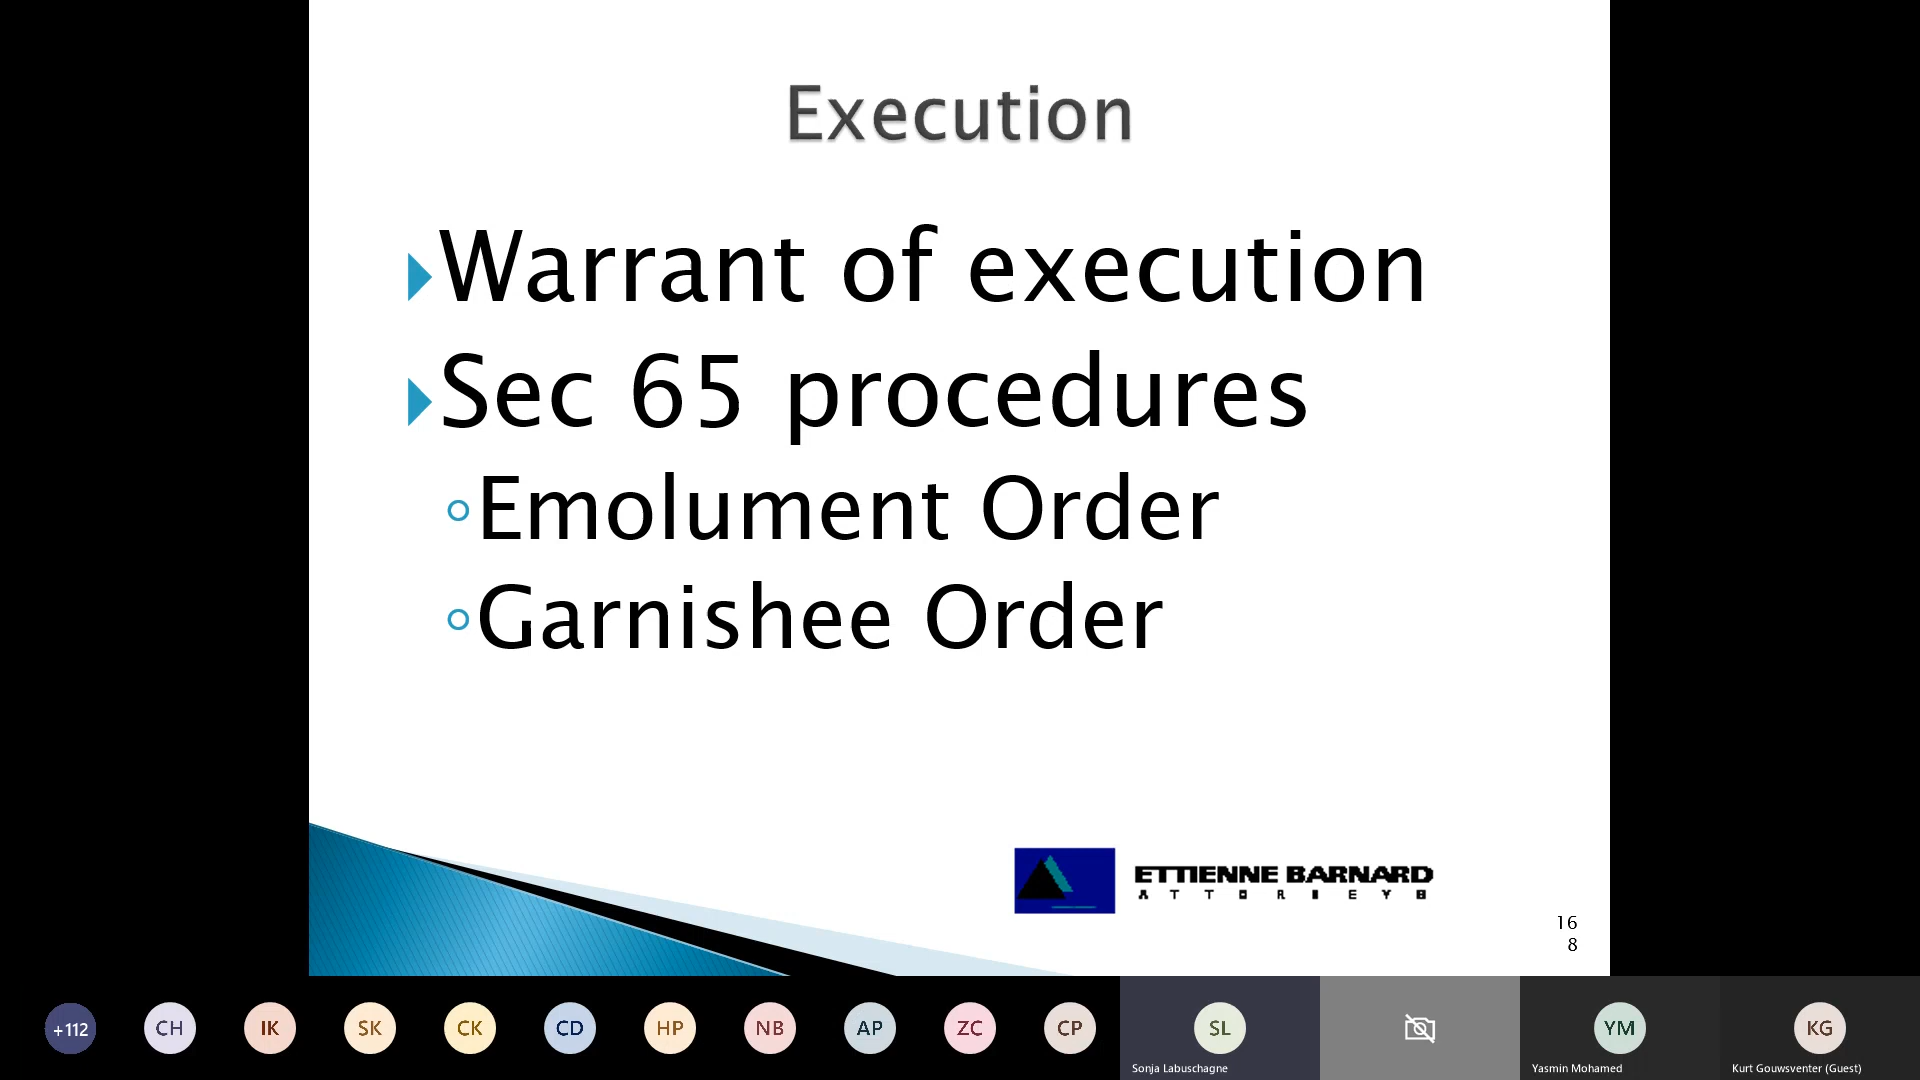 Execution
Warrant of execution
Sec 65 procedures
Emolument Order
Garnishee Order
ETTIENNE BARNARD
ATTORNEYS
16
8
+112
CH
IK
SK
CK
CD
HP
NB
AP
ZC
CP
SL
YM
KG
Sonja Labuschagne
Yasmin Mohamed
Kurt Gouwsventer (Guest)